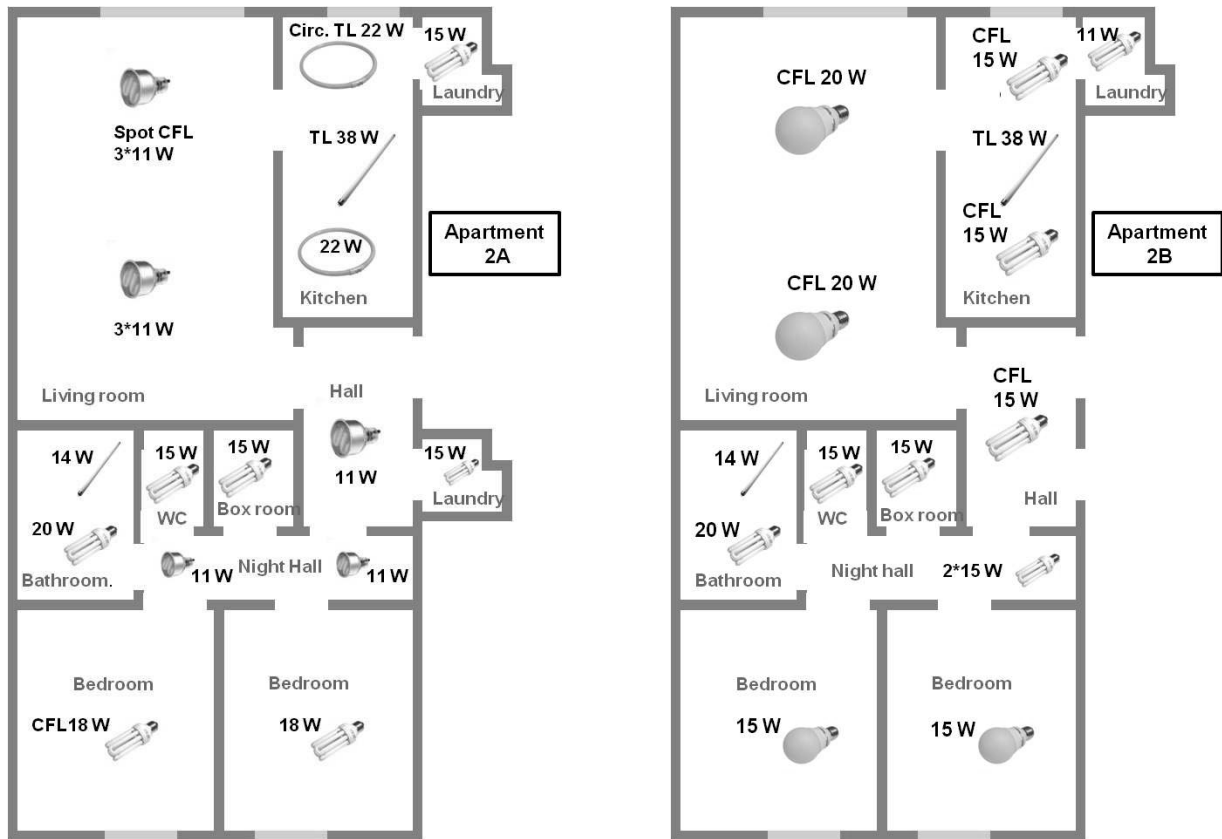 Circ. TL 22 W
15 W
Laundry
Spot CFL
3*11 W
TL 38 W
Apartment
2A
22 W
Kitchen
3*11 W
Living room
Hall
14 W
15 W
15 W
11 W
15 W
Laundry
WC
Box room
20 W
Bathroom.
11 W
Night Hall
11 W
Bedroom
Bedroom
CFL18 W
18 W
CFL
15 W
11 W
Laundry
CFL 20 W
TL 38 W
CFL
15 W
Apartment
2B
CFL 20 W
Kitchen
Living room
CFL
15 W
14 W
15 W
15 W
Hall
WC
Box room
20 W
Bathroom
Night hall
2*15 W
Bedroom
Bedroom
15 W
15 W